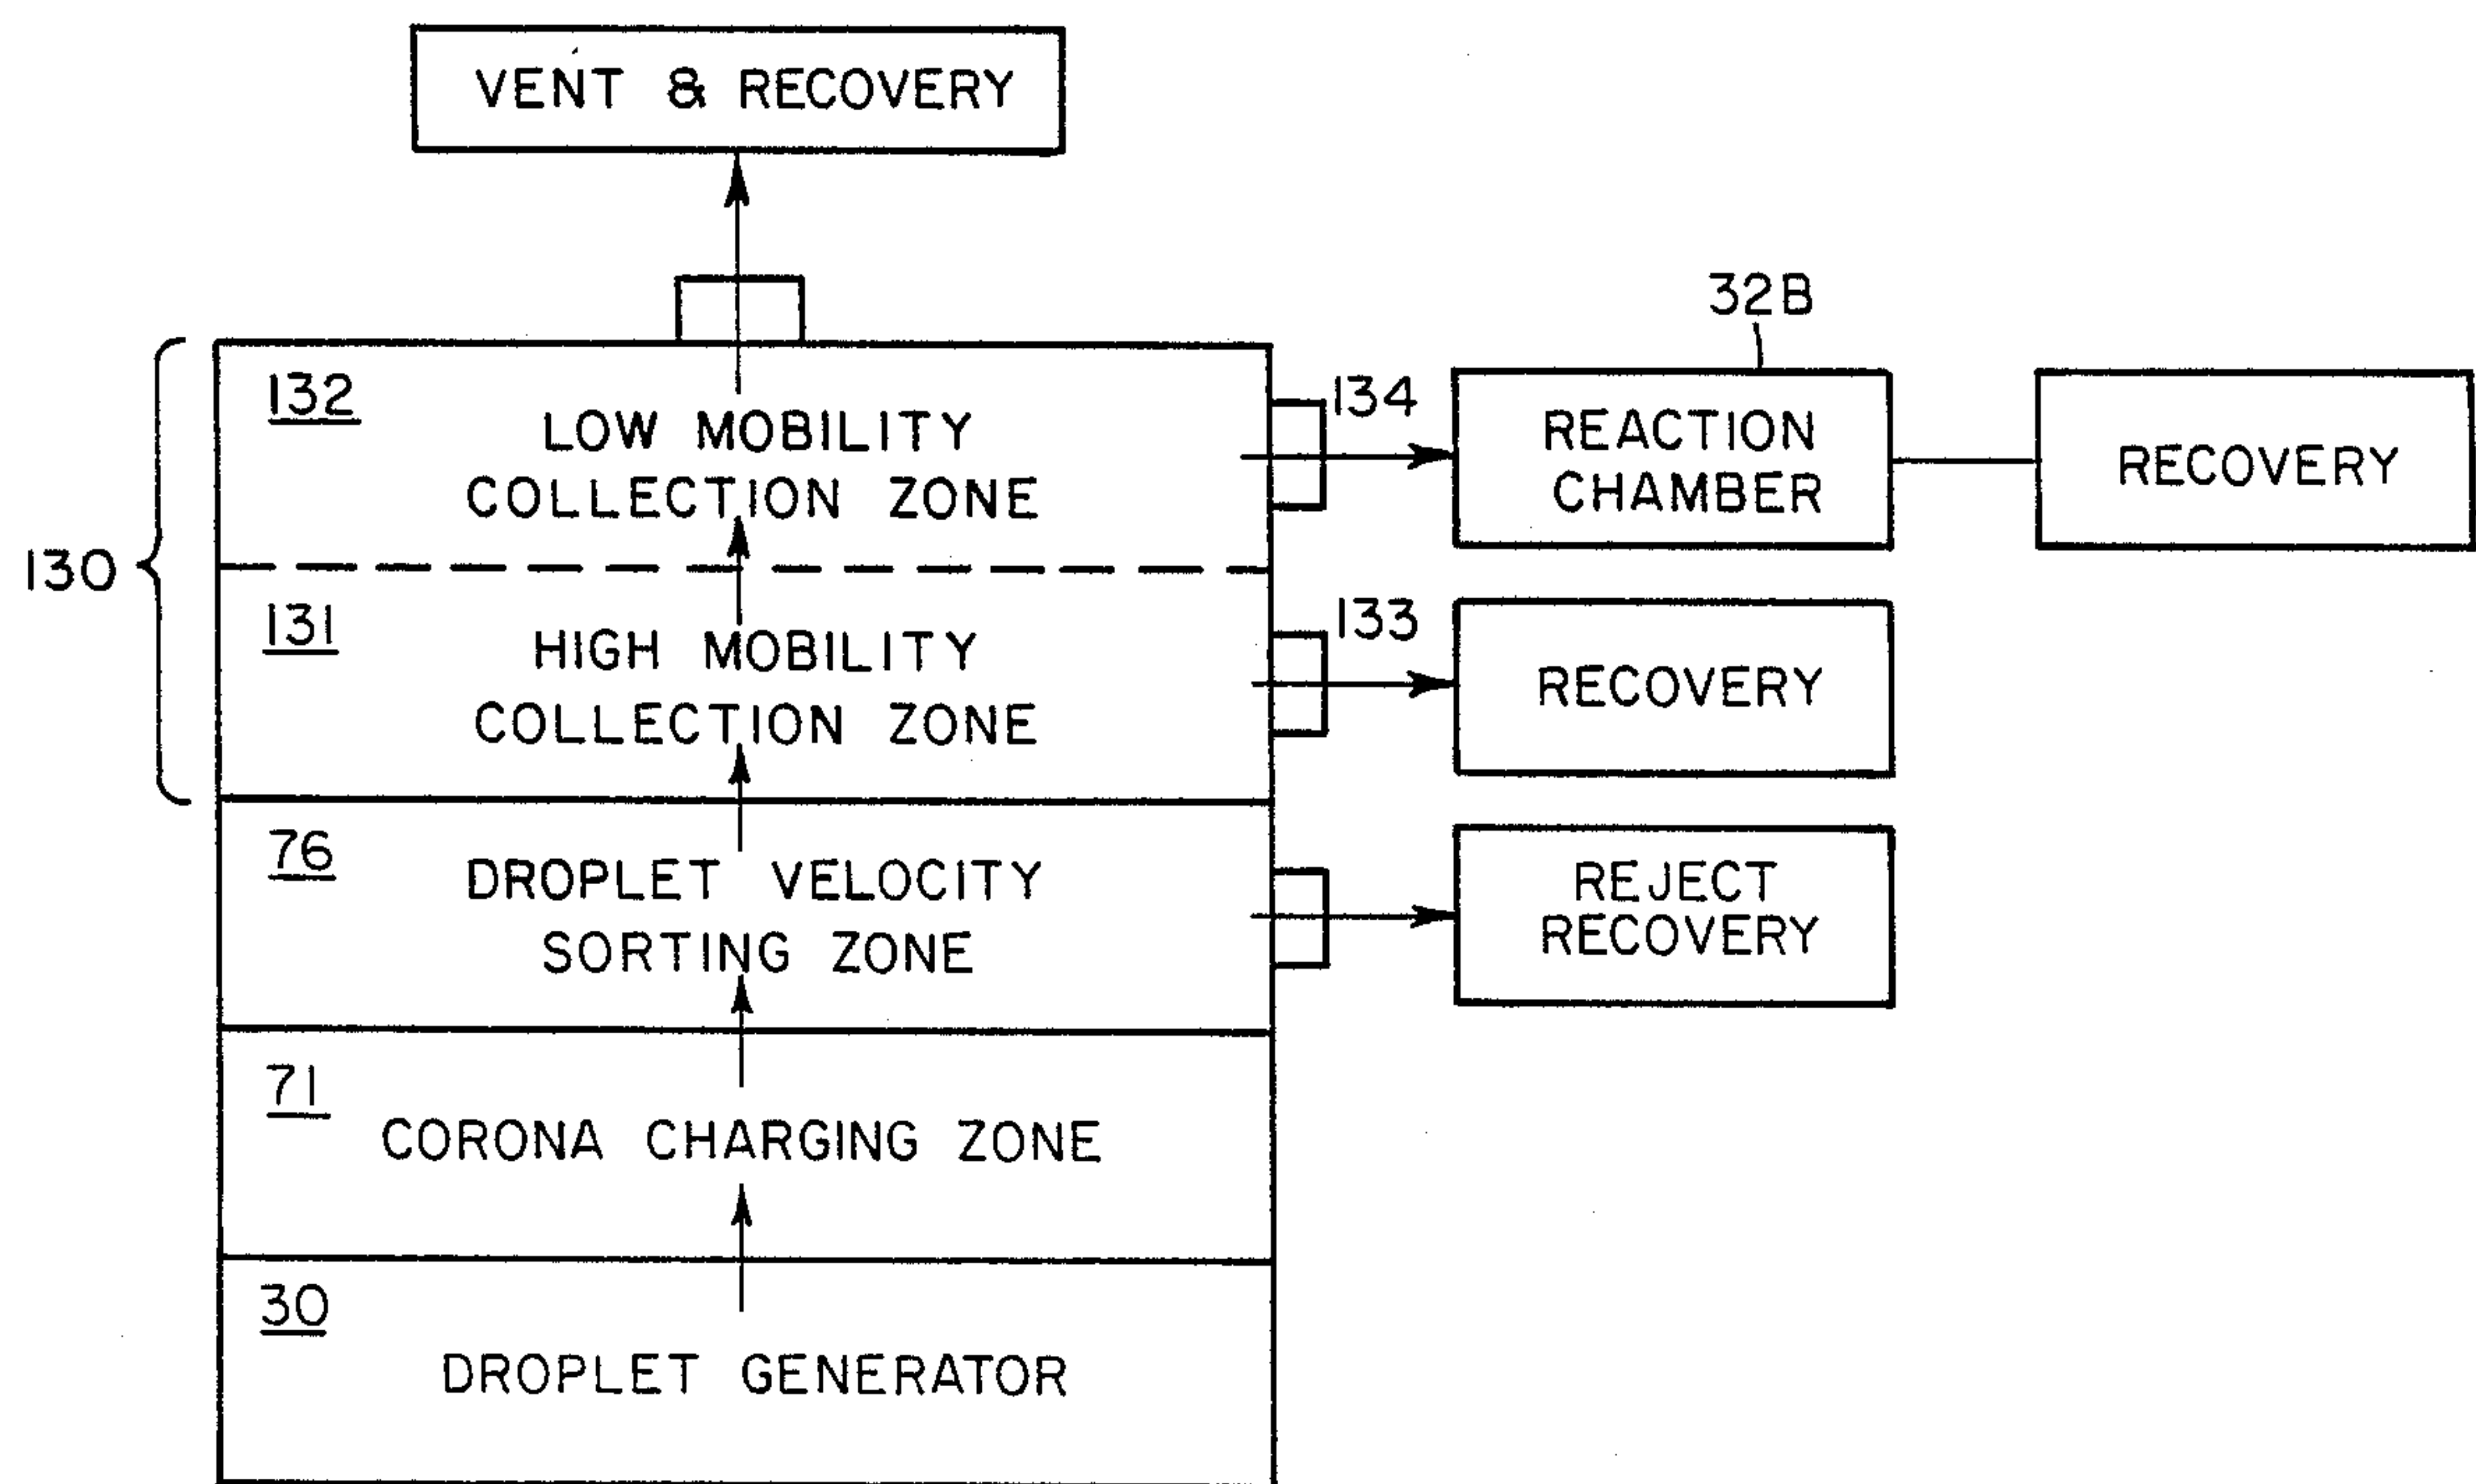 VENT & RECOVERY
32B
132
LOW MOBILITY
COLLECTION ZONE
134
REACTION
CHAMBER
RECOVERY
130
131
HIGH MOBILITY
COLLECTION ZONE
133
RECOVERY
76
DROPLET VELOCITY
SORTING ZONE
REJECT
RECOVERY
71
CORONA CHARGING ZONE
30
DROPLET GENERATOR